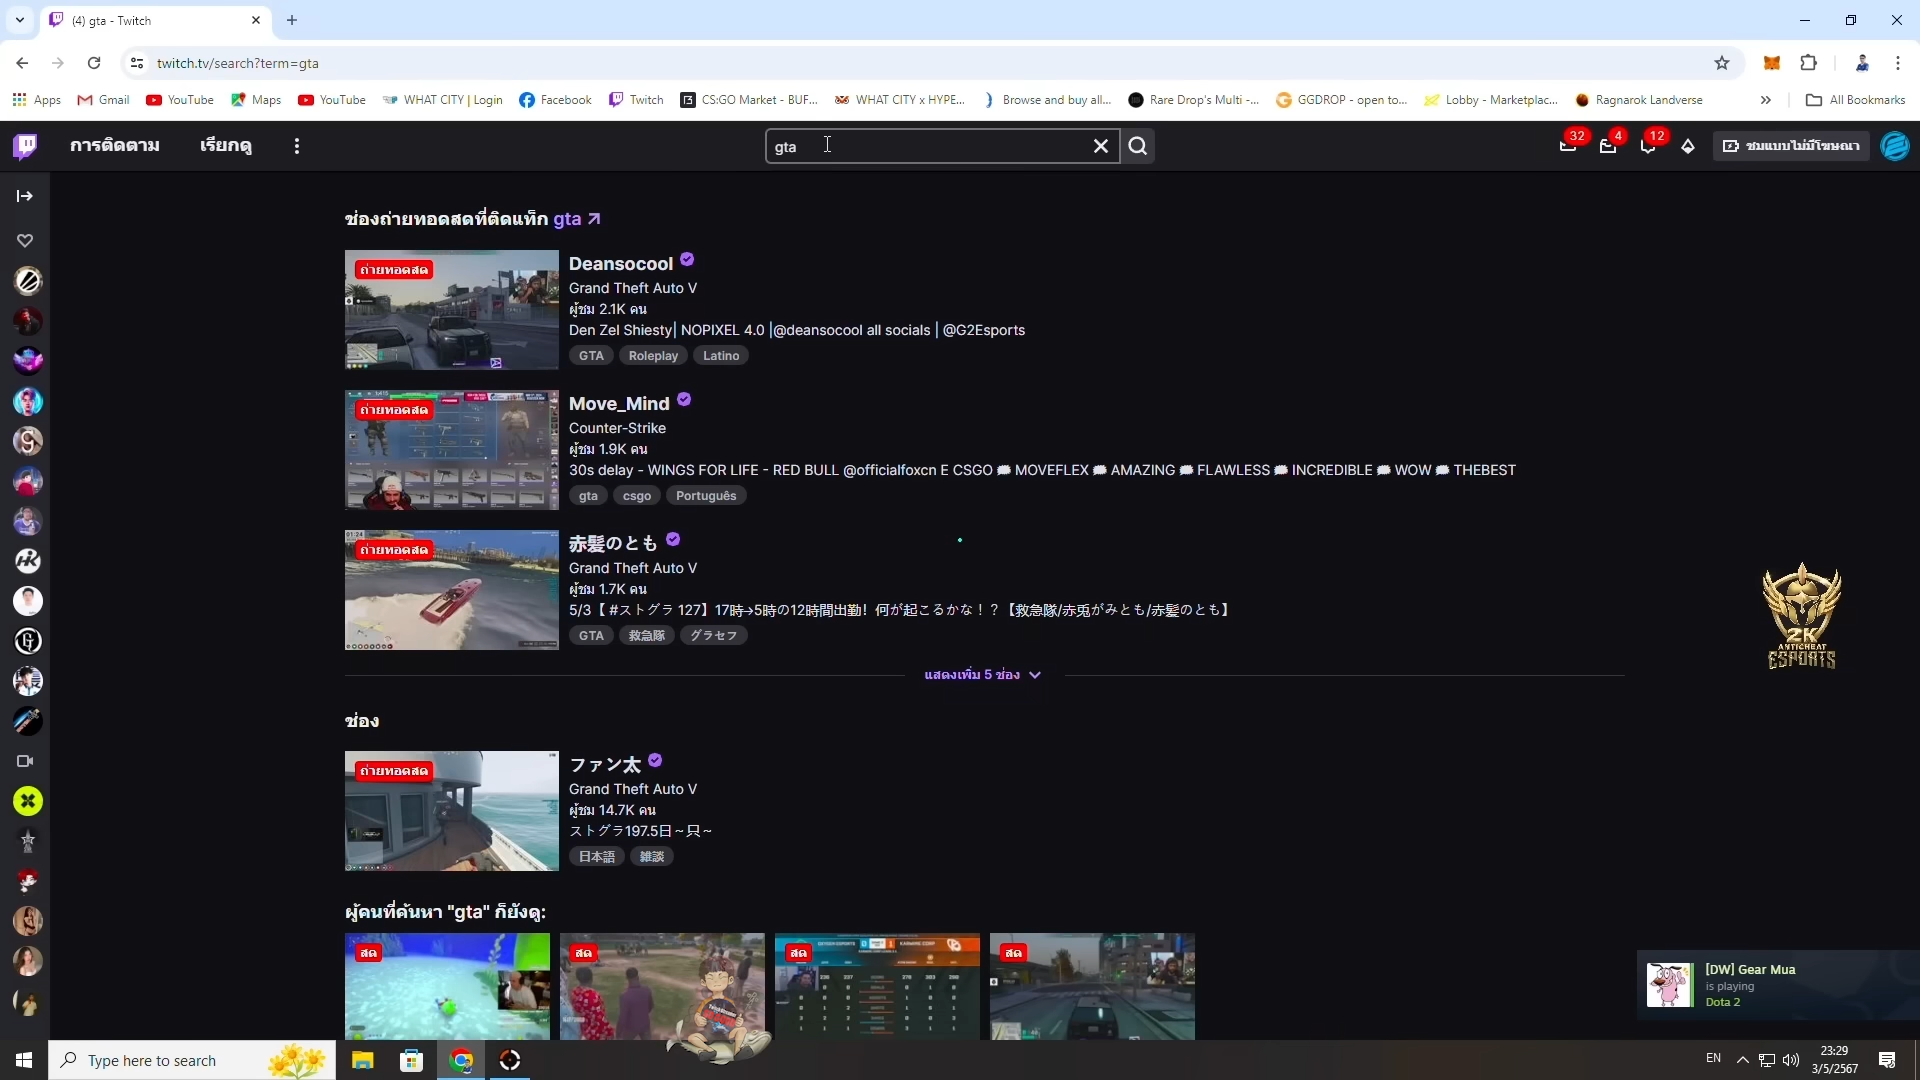 (4) gta - Twitch
twitch.tv/search?term=gta
Apps Gmail YouTube Maps YouTube WHAT CITY | Login Facebook Twitch CS:GO Market - BUF... WHAT CITY x HYPE... Browse and buy all... Rare Drop's Multi -... GGDROP - open to... Lobby - Marketplac... Ragnarok Landverse » All Bookmarks
การติดตาม เรียกดู gta 32 4 12 ชมแบบไม่มีโฆษณา
ช่องถ่ายทอดสดที่ติดแท็ก gta
ถ่ายทอดสด
Deansocool
Grand Theft Auto V
ผู้ชม 2.1K คน
Den Zel Shiesty| NOPIXEL 4.0 |@deansocool all socials | @G2Esports
GTA Roleplay Latino
ถ่ายทอดสด
Move_Mind
Counter-Strike
ผู้ชม 1.9K คน
30s delay - WINGS FOR LIFE - RED BULL @officialfoxcn E CSGO 🗯 MOVEFLEX 🗯 AMAZING 🗯 FLAWLESS 🗯 INCREDIBLE 🗯 WOW 🗯 THEBEST
gta csgo Português
ถ่ายทอดสด
赤髪のとも
Grand Theft Auto V
ผู้ชม 1.7K คน
5/3【 #ストグラ 127】17時→5時の12時間出勤！何が起こるかな！？【救急隊/赤兎がみとも/赤髪のとも】
GTA 救急隊 グラセフ
แสดงเพิ่ม 5 ช่อง
ช่อง
ถ่ายทอดสด
ファン太
Grand Theft Auto V
ผู้ชม 14.7K คน
ストグラ197.5日～只～
日本語 雑談
2K
ANTICHEAT
ESPORTS
ผู้คนที่ค้นหา "gta" ก็ยังดู:
สด สด สด สด
[DW] Gear Mua
is playing
Dota 2
Type here to search
EN
23:29
3/5/2567